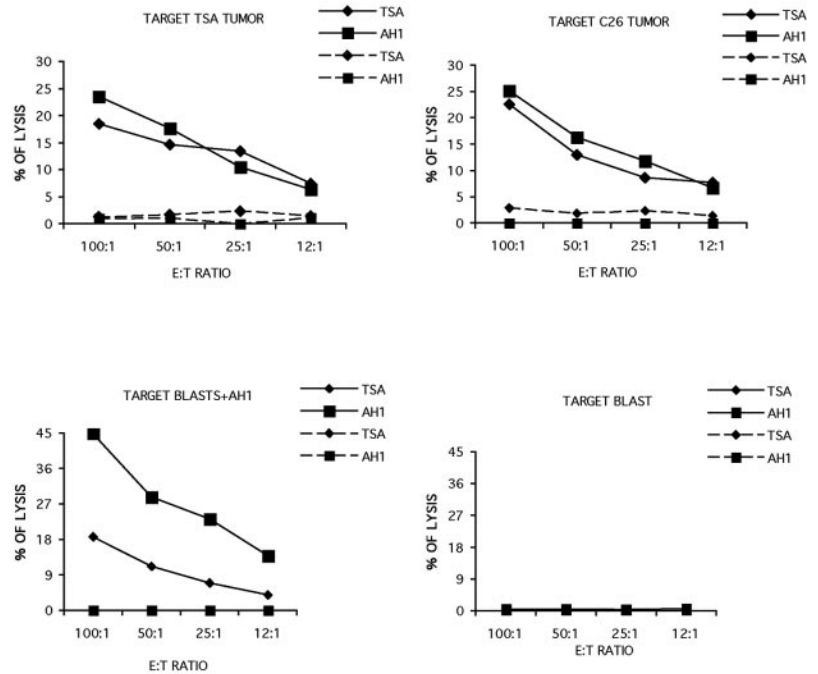 TARGET TSA TUMOR
TSA
AH1
TSA
AH1
% OF LYSIS
30
25
20
15
10
5
0
100:1 50:1 25:1 12:1
E:T RATIO
TARGET C26 TUMOR
TSA
AH1
TSA
AH1
% OF LYSIS
30
25
20
15
10
5
0
100:1 50:1 25:1 12:1
E:T RATIO
TARGET BLASTS+AH1
TSA
AH1
TSA
AH1
% OF LYSIS
45
36
27
18
9
0
100:1 50:1 25:1 12:1
E:T RATIO
TARGET BLAST
TSA
AH1
TSA
AH1
% OF LYSIS
45
36
27
18
9
0
100:1 50:1 25:1 12:1
E:T RATIO